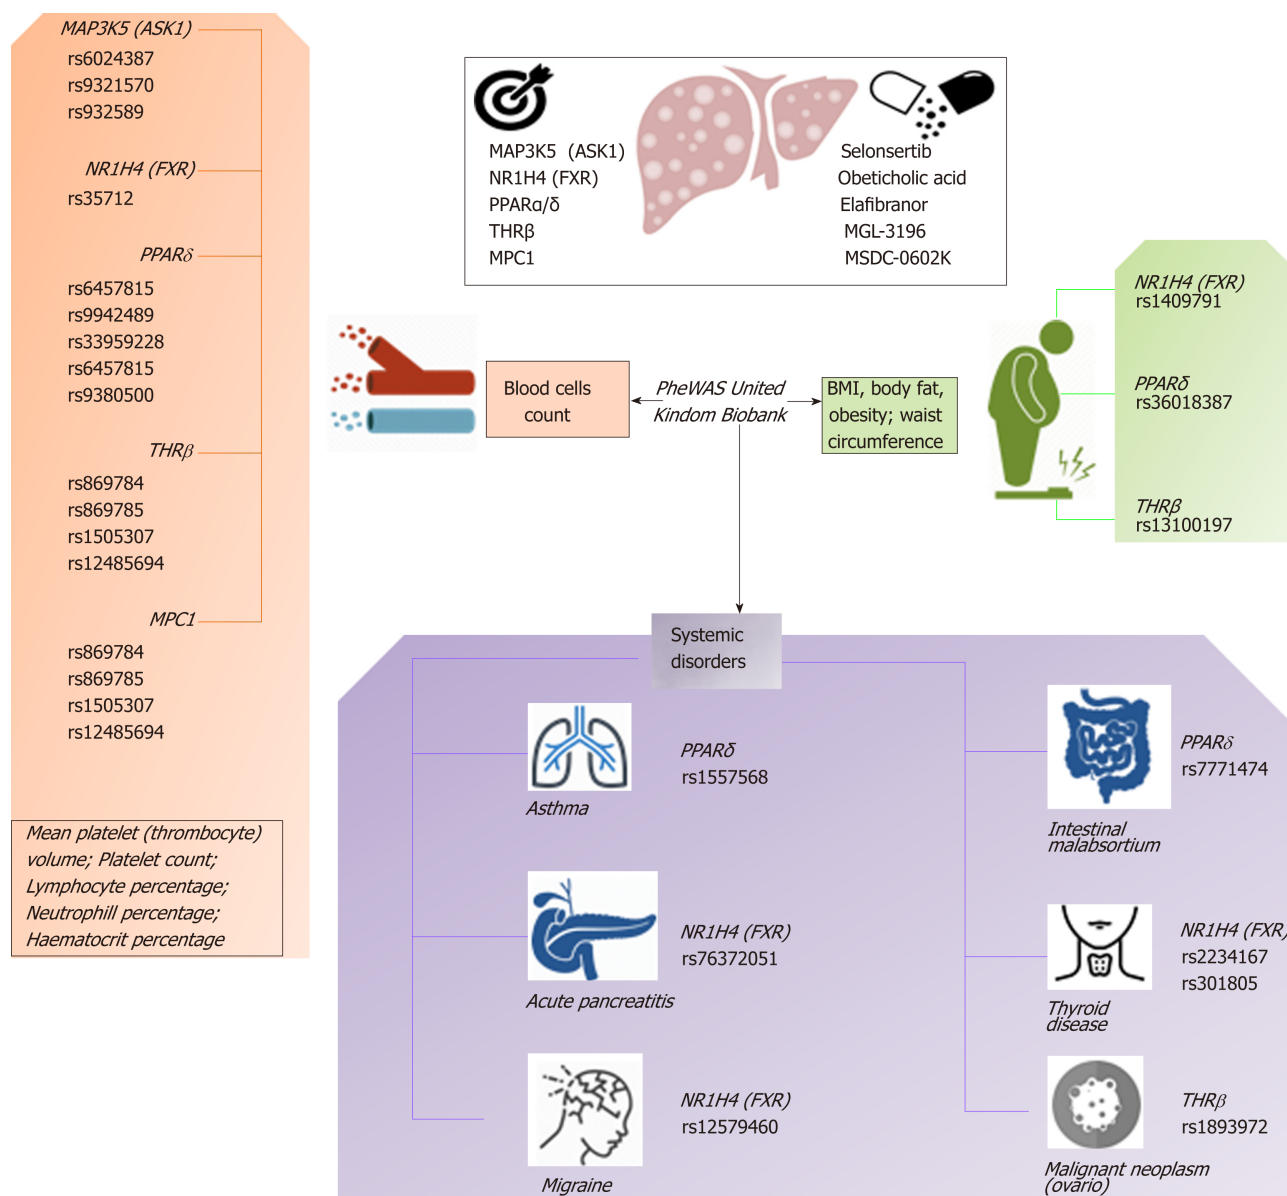 MAP3K5 (ASK1)
rs6024387
rs9321570
rs932589
NR1H4 (FXR)
rs35712
PPARδ
rs6457815
rs9942489
rs33959228
rs6457815
rs9380500
THRβ
rs869784
rs869785
rs1505307
rs12485694
MPC1
rs869784
rs869785
rs1505307
rs12485694
Mean platelet (thrombocyte)
volume; Platelet count;
Lymphocyte percentage;
Neutrophill percentage;
Haematocrit percentage
MAP3K5 (ASK1)
NR1H4 (FXR)
PPARα/δ
THRβ
MPC1
Selonsertib
Obeticholic acid
Elafibranor
MGL-3196
MSDC-0602K
Blood cells
count
PheWAS United
Kindom Biobank
BMI, body fat,
obesity; waist
circumference
NR1H4 (FXR)
rs1409791
PPARδ
rs36018387
THRβ
rs13100197
Systemic
disorders
PPARδ
rs1557568
Asthma
NR1H4 (FXR)
rs76372051
Acute pancreatitis
NR1H4 (FXR)
rs12579460
Migraine
PPARδ
rs7771474
Intestinal
malabsortium
NR1H4 (FXR)
rs2234167
rs301805
Thyroid
disease
THRβ
rs1893972
Malignant neoplasm
(ovario)